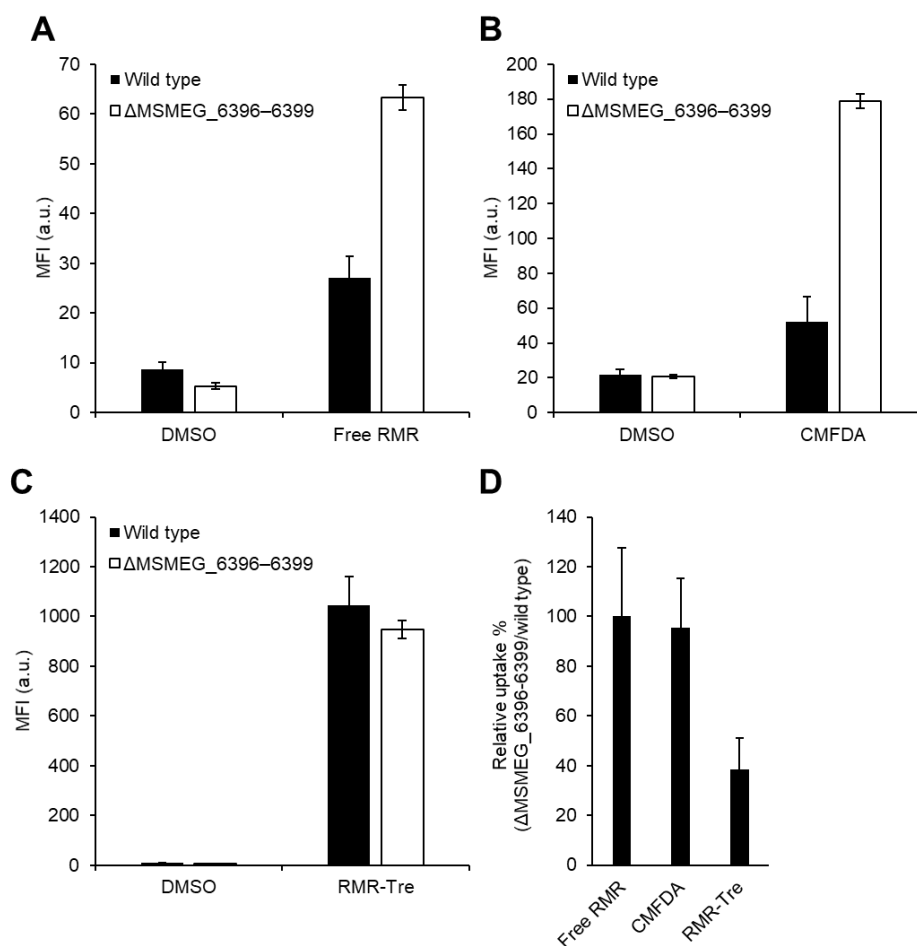 A
70
60
50
40
30
20
10
0
MFI (a.u.)
Wild type
ΔMSMEG_6396–6399
DMSO
Free RMR
B
200
180
160
140
120
100
80
60
40
20
0
MFI (a.u.)
Wild type
ΔMSMEG_6396–6399
DMSO
CMFDA
C
1400
1200
1000
800
600
400
200
0
MFI (a.u.)
Wild type
ΔMSMEG_6396–6399
DMSO
RMR-Tre
D
140
120
100
80
60
40
20
0
Relative uptake %
(ΔMSMEG_6396-6399/wild type)
Free RMR
CMFDA
RMR-Tre